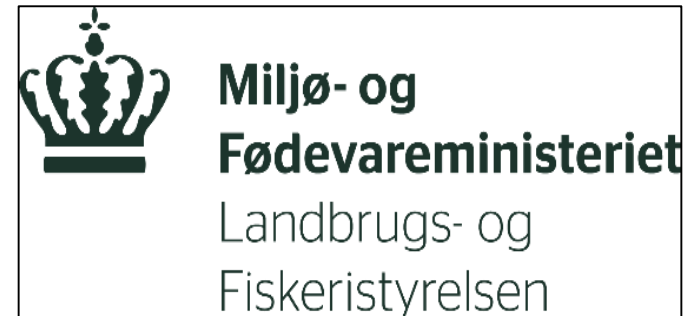 Miljø- og
Fødevareministeriet
Landbrugs- og
Fiskeristyrelsen